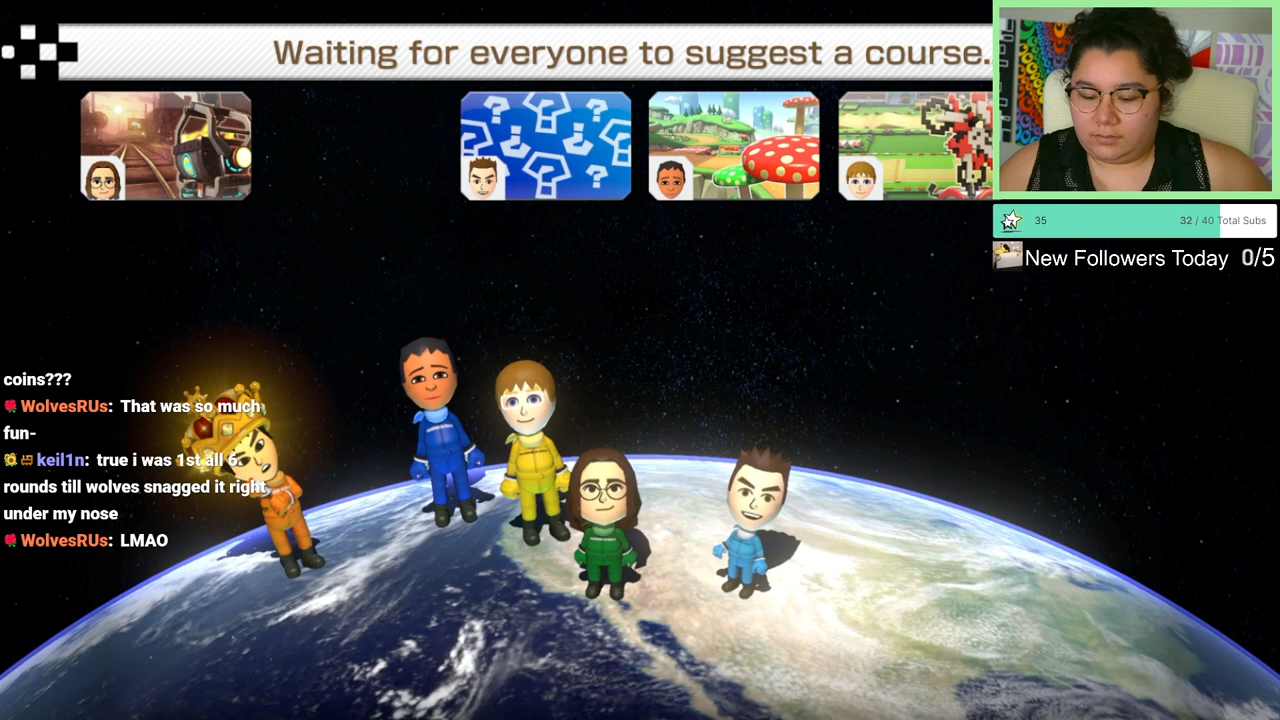 Waiting for everyone to suggest a course.
35
32 / 40 Total Subs
New Followers Today 0/5
coins???
WolvesRUs: That was so much
fun-
keil1n: true i was 1st all 6
rounds till wolves snagged it right
under my nose
WolvesRUs: LMAO